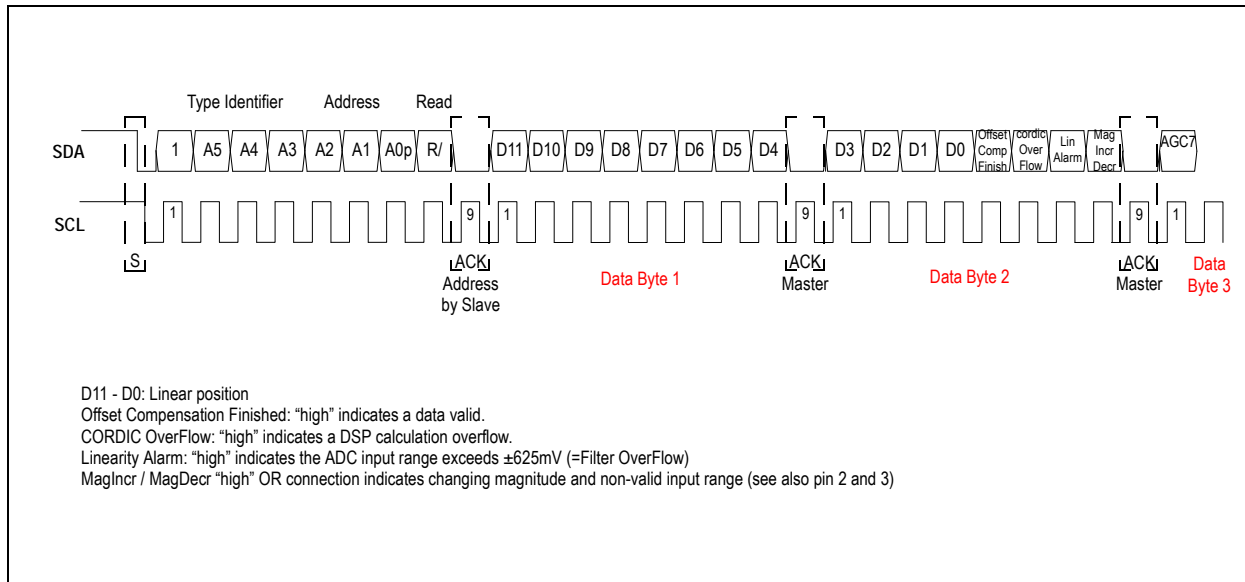 Type Identifier Address Read
SDA 1 A5 A4 A3 A2 A1 A0p R/ D11 D10 D9 D8 D7 D6 D5 D4 D3 D2 D1 D0 Offset Comp Finish cordic Over Flow Lin Alarm Mag Incr Decr AGC7
SCL 1 9 1 9 1 9 1
S ACK Address by Slave Data Byte 1 ACK Master Data Byte 2 ACK Master Data Byte 3
D11 - D0: Linear position
Offset Compensation Finished: “high” indicates a data valid.
CORDIC OverFlow: “high” indicates a DSP calculation overflow.
Linearity Alarm: “high” indicates the ADC input range exceeds ±625mV (=Filter OverFlow)
MagIncr / MagDecr “high” OR connection indicates changing magnitude and non-valid input range (see also pin 2 and 3)